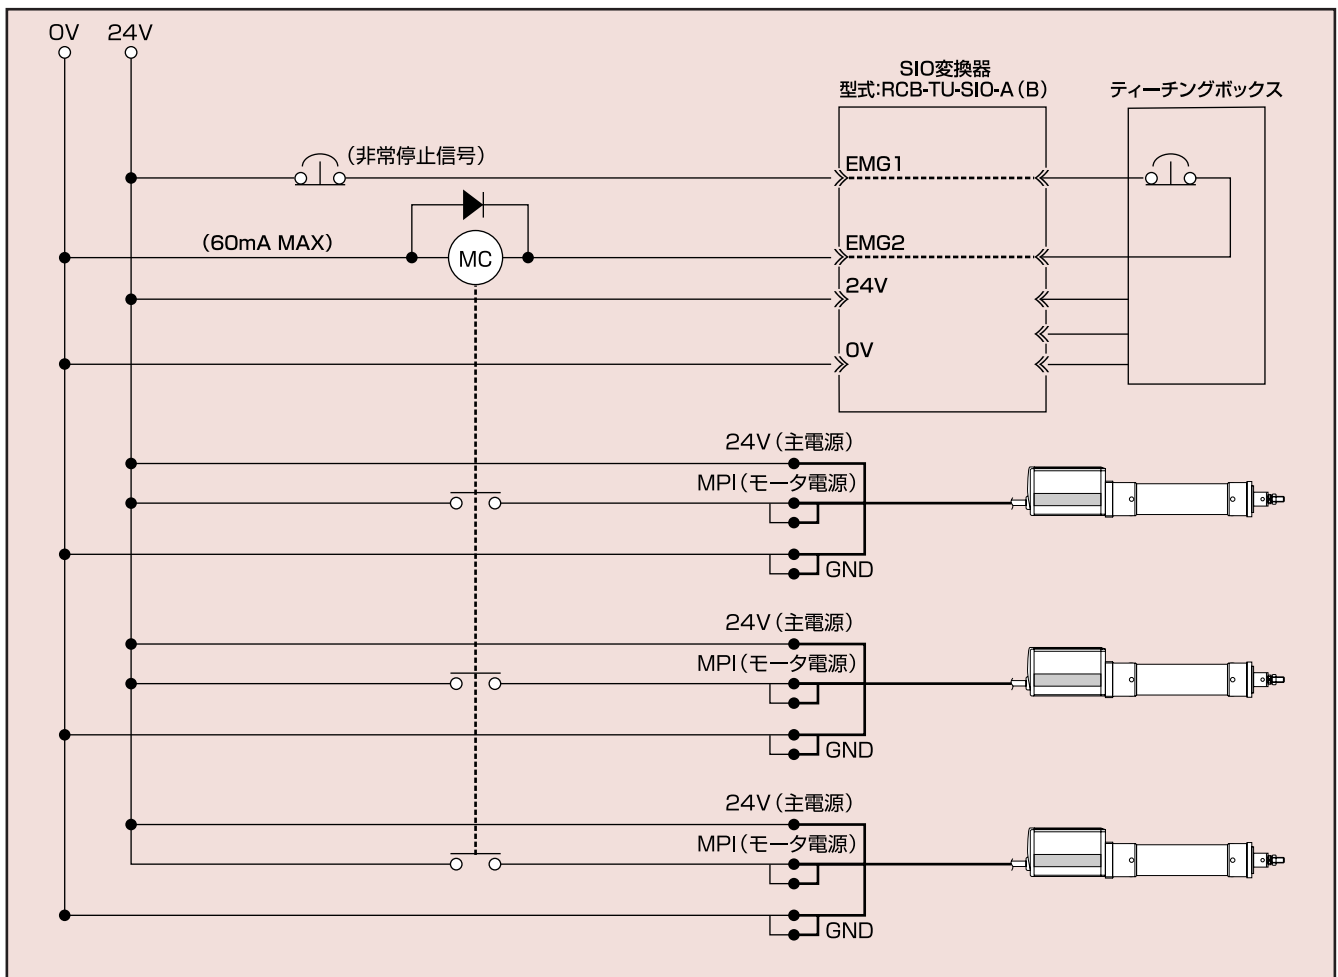 0V 24V
SIO変換器
型式:RCB-TU-SIO-A(B)
ティーチングボックス
(非常停止信号)
EMG1
(60mA MAX)
MC
EMG2
24V
0V
24V(主電源)
MPI(モータ電源)
GND
24V(主電源)
MPI(モータ電源)
GND
24V(主電源)
MPI(モータ電源)
GND